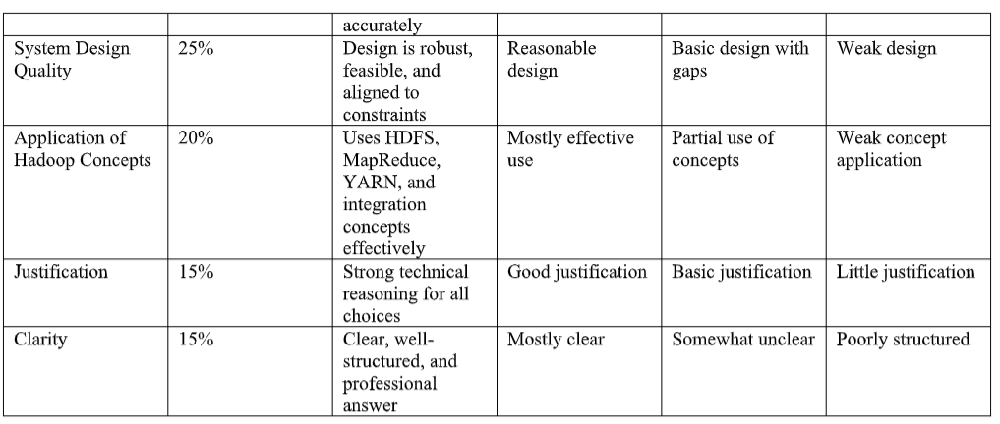 accurately
System Design Quality 25% Design is robust, feasible, and aligned to constraints Reasonable design Basic design with gaps Weak design
Application of Hadoop Concepts 20% Uses HDFS, MapReduce, YARN, and integration concepts effectively Mostly effective use Partial use of concepts Weak concept application
Justification 15% Strong technical reasoning for all choices Good justification Basic justification Little justification
Clarity 15% Clear, well-structured, and professional answer Mostly clear Somewhat unclear Poorly structured